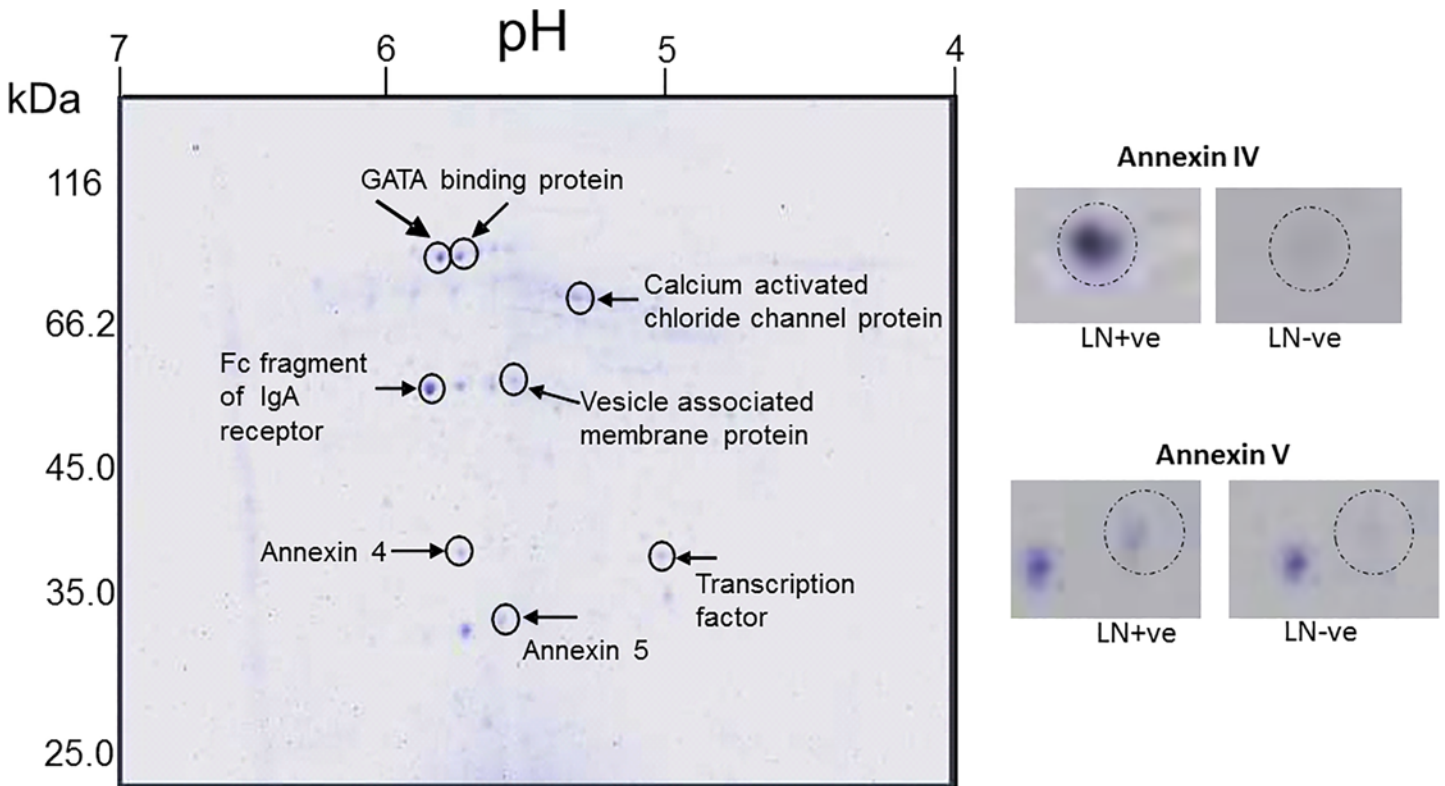 pH
7 6 5 4
kDa
116
66.2
45.0
35.0
25.0
GATA binding protein
Calcium activated
chloride channel protein
Fc fragment
of IgA
receptor
Vesicle associated
membrane protein
Annexin 4
Transcription
factor
Annexin 5
Annexin IV
LN+ve LN-ve
Annexin V
LN+ve LN-ve